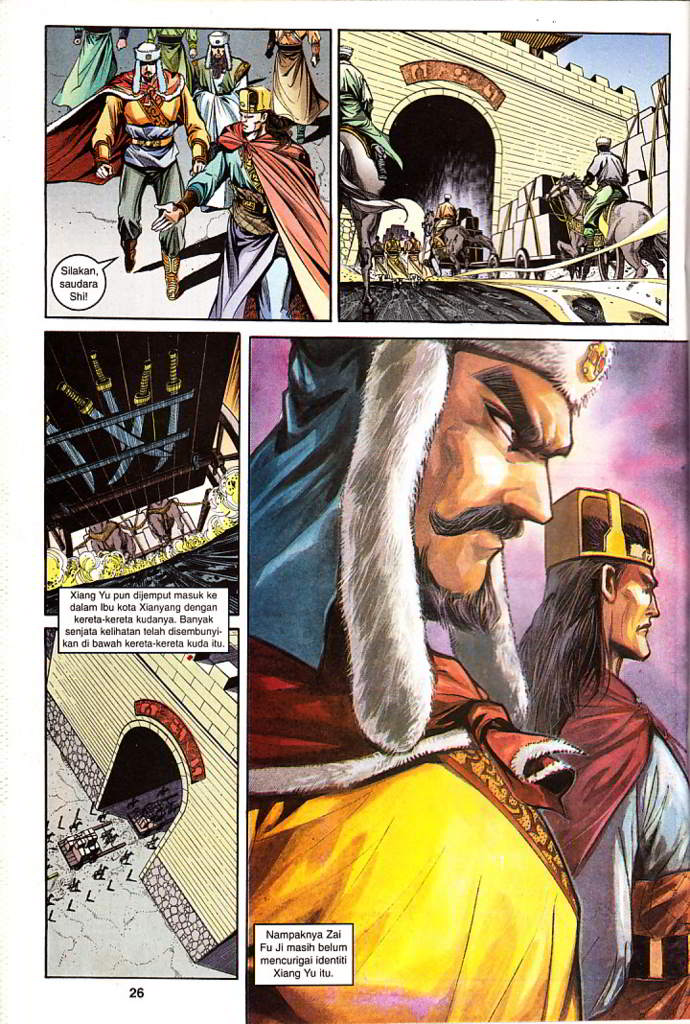 Silakan,
saudara
Shi!
Xiang Yu pun dijemput masuk ke
dalam Ibu kota Xianyang dengan
kereta-kereta kudanya. Banyak
senjata kelihatan telah disembunyi-
kan di bawah kereta-kereta kuda itu.
Nampaknya Zai
Fu Ji masih belum
mencurigai identiti
Xiang Yu itu.
26